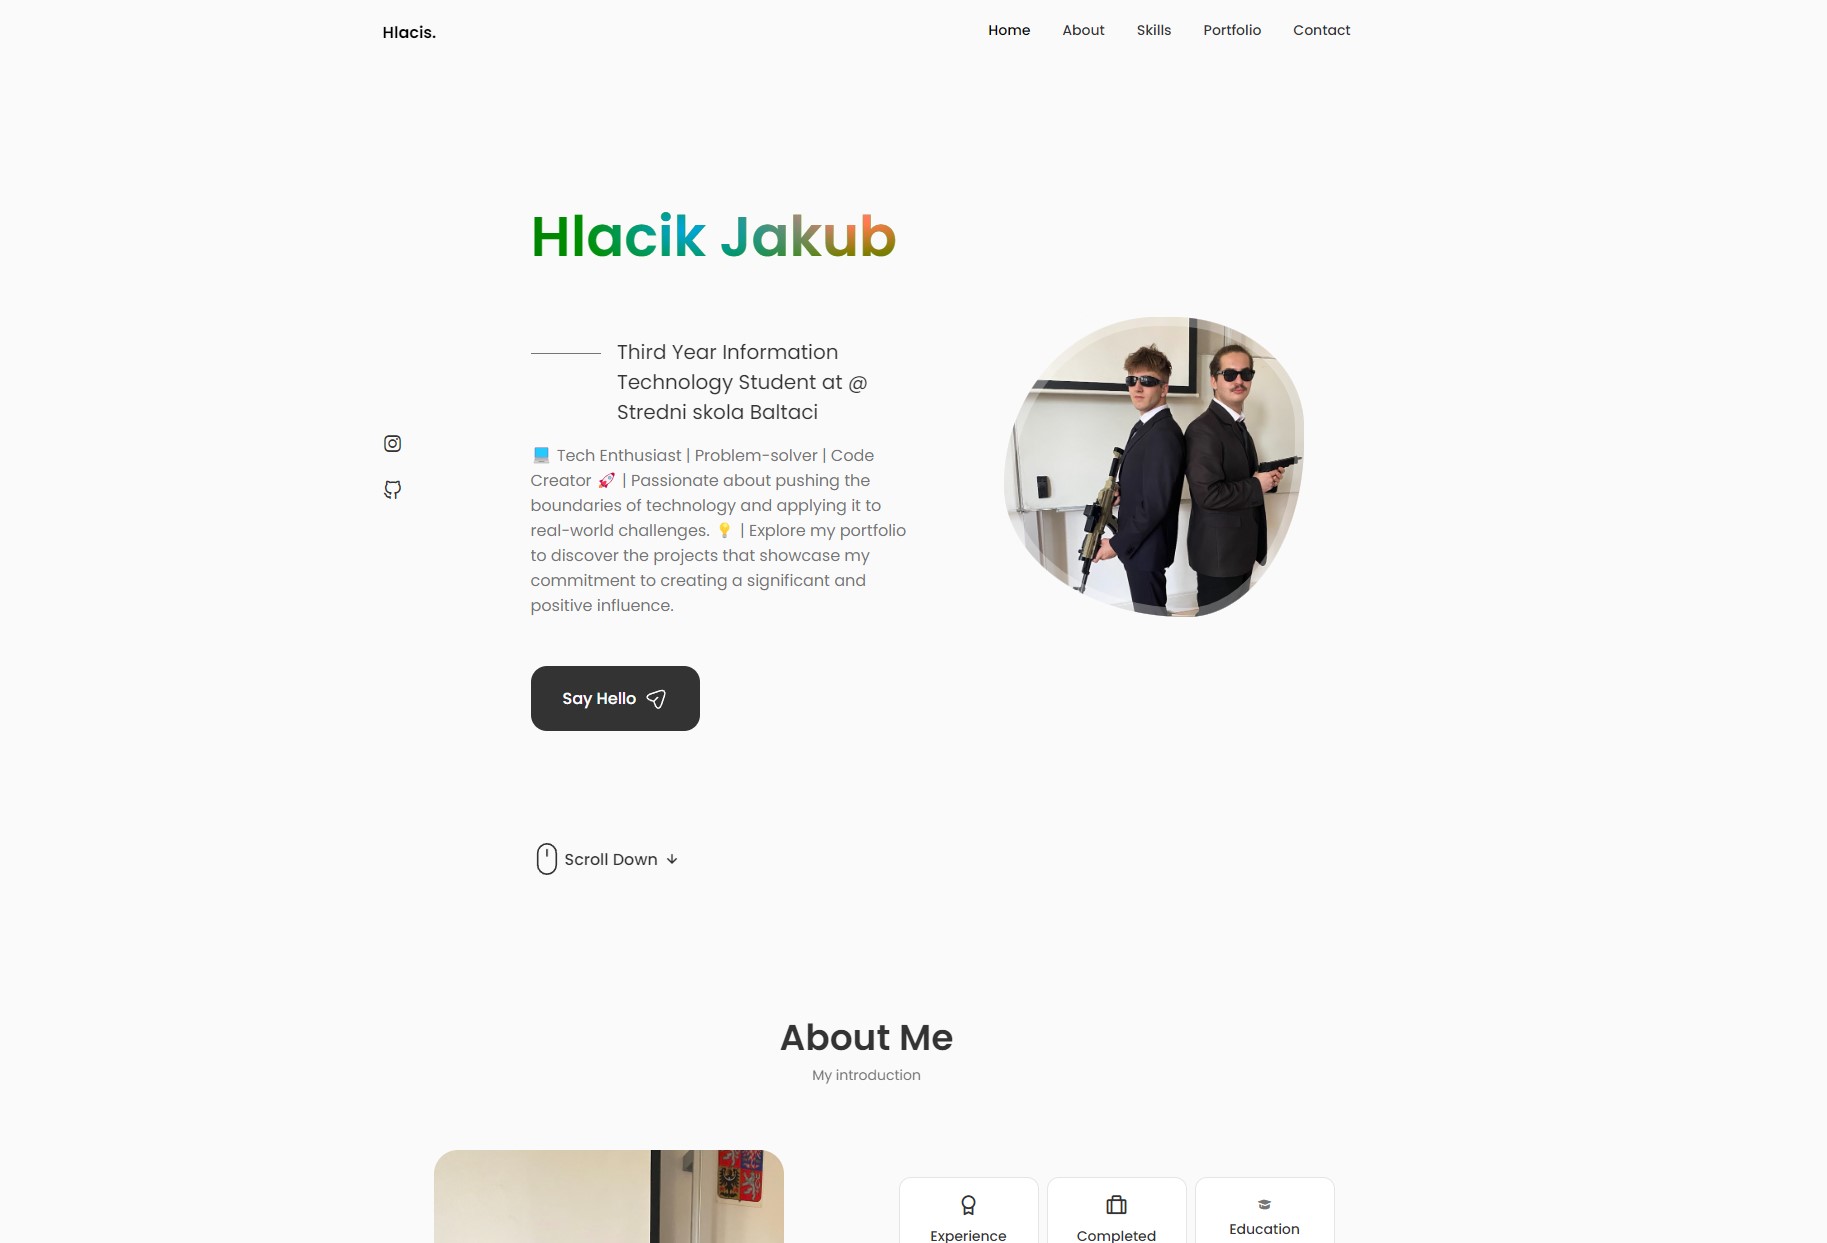 Hlacis.
Home
About
Skills
Portfolio
Contact
Hlacik Jakub
Third Year Information
Technology Student at @
Stredni skola Baltaci
💻 Tech Enthusiast | Problem-solver | Code
Creator 🚀 | Passionate about pushing the
boundaries of technology and applying it to
real-world challenges. 💡 | Explore my portfolio
to discover the projects that showcase my
commitment to creating a significant and
positive influence.
Say Hello
Scroll Down
About Me
My introduction
Experience
Completed
Education